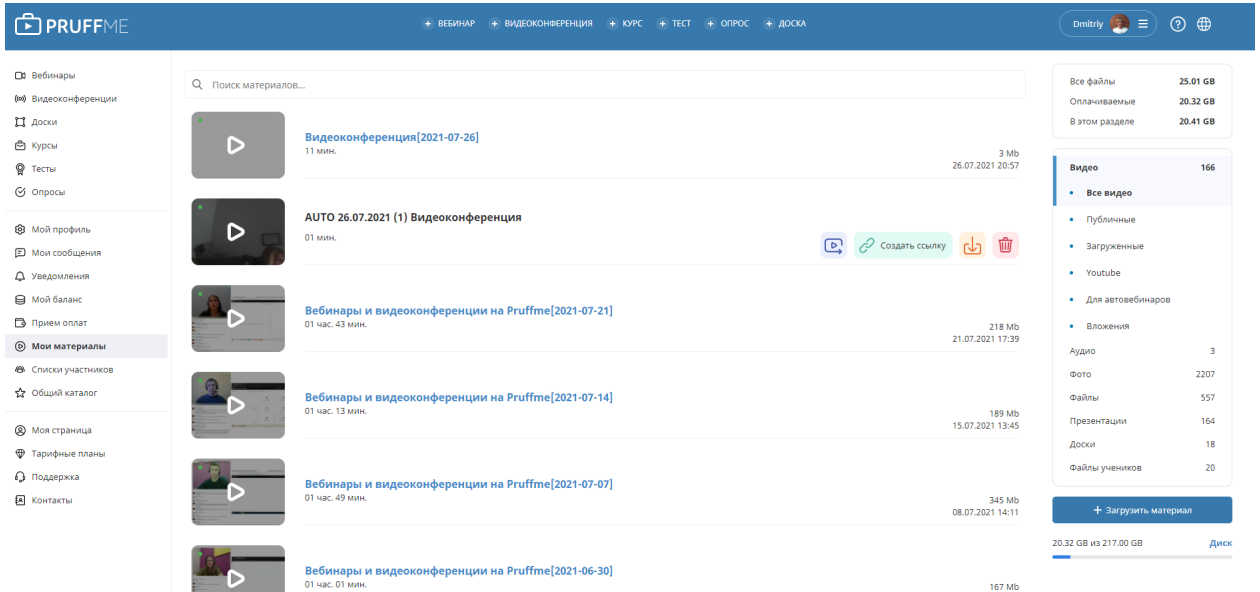 PRUFFME
+ ВЕБИНАР + ВИДЕОКОНФЕРЕНЦИЯ + КУРС + ТЕСТ + ОПРОС + ДОСКА
Dmitriy
Вебинары
Видеоконференции
Доски
Курсы
Тесты
Опросы
Мой профиль
Мои сообщения
Уведомления
Мой баланс
Прием оплат
Мои материалы
Списки участников
Общий каталог
Моя страница
Тарифные планы
Поддержка
Контакты
Поиск материалов...
Видеоконференция[2021-07-26]
11 мин.
3 Mb
26.07.2021 20:57
AUTO 26.07.2021 (1) Видеоконференция
01 мин.
Создать ссылку
Вебинары и видеоконференции на Pruffme[2021-07-21]
01 час. 43 мин.
218 Mb
21.07.2021 17:39
Вебинары и видеоконференции на Pruffme[2021-07-14]
01 час. 13 мин.
189 Mb
15.07.2021 13:45
Вебинары и видеоконференции на Pruffme[2021-07-07]
01 час. 49 мин.
345 Mb
08.07.2021 14:11
Вебинары и видеоконференции на Pruffme[2021-06-30]
01 час. 01 мин.
167 Mb
Все файлы 25.01 GB
Оплачиваемые 20.32 GB
В этом разделе 20.41 GB
Видео 166
Все видео
Публичные
Загруженные
Youtube
Для автовебинаров
Вложения
Аудио 3
Фото 2207
Файлы 557
Презентации 164
Доски 18
Файлы учеников 20
+ Загрузить материал
20.32 GB из 217.00 GB Диск